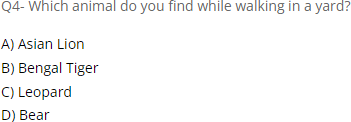 Q4- Which animal do you find while walking in a yard?
A) Asian Lion
B) Bengal Tiger
C) Leopard
D) Bear